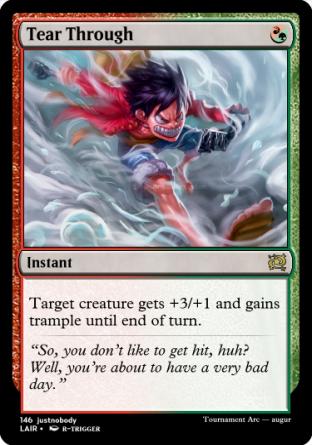 Tear Through
Instant
Target creature gets +3/+1 and gains
trample until end of turn.
“So, you don’t like to get hit, huh?
Well, you’re about to have a very bad
day.”
146 justnobody
Tournament Arc — augur
LAIR • R-TRIGGER